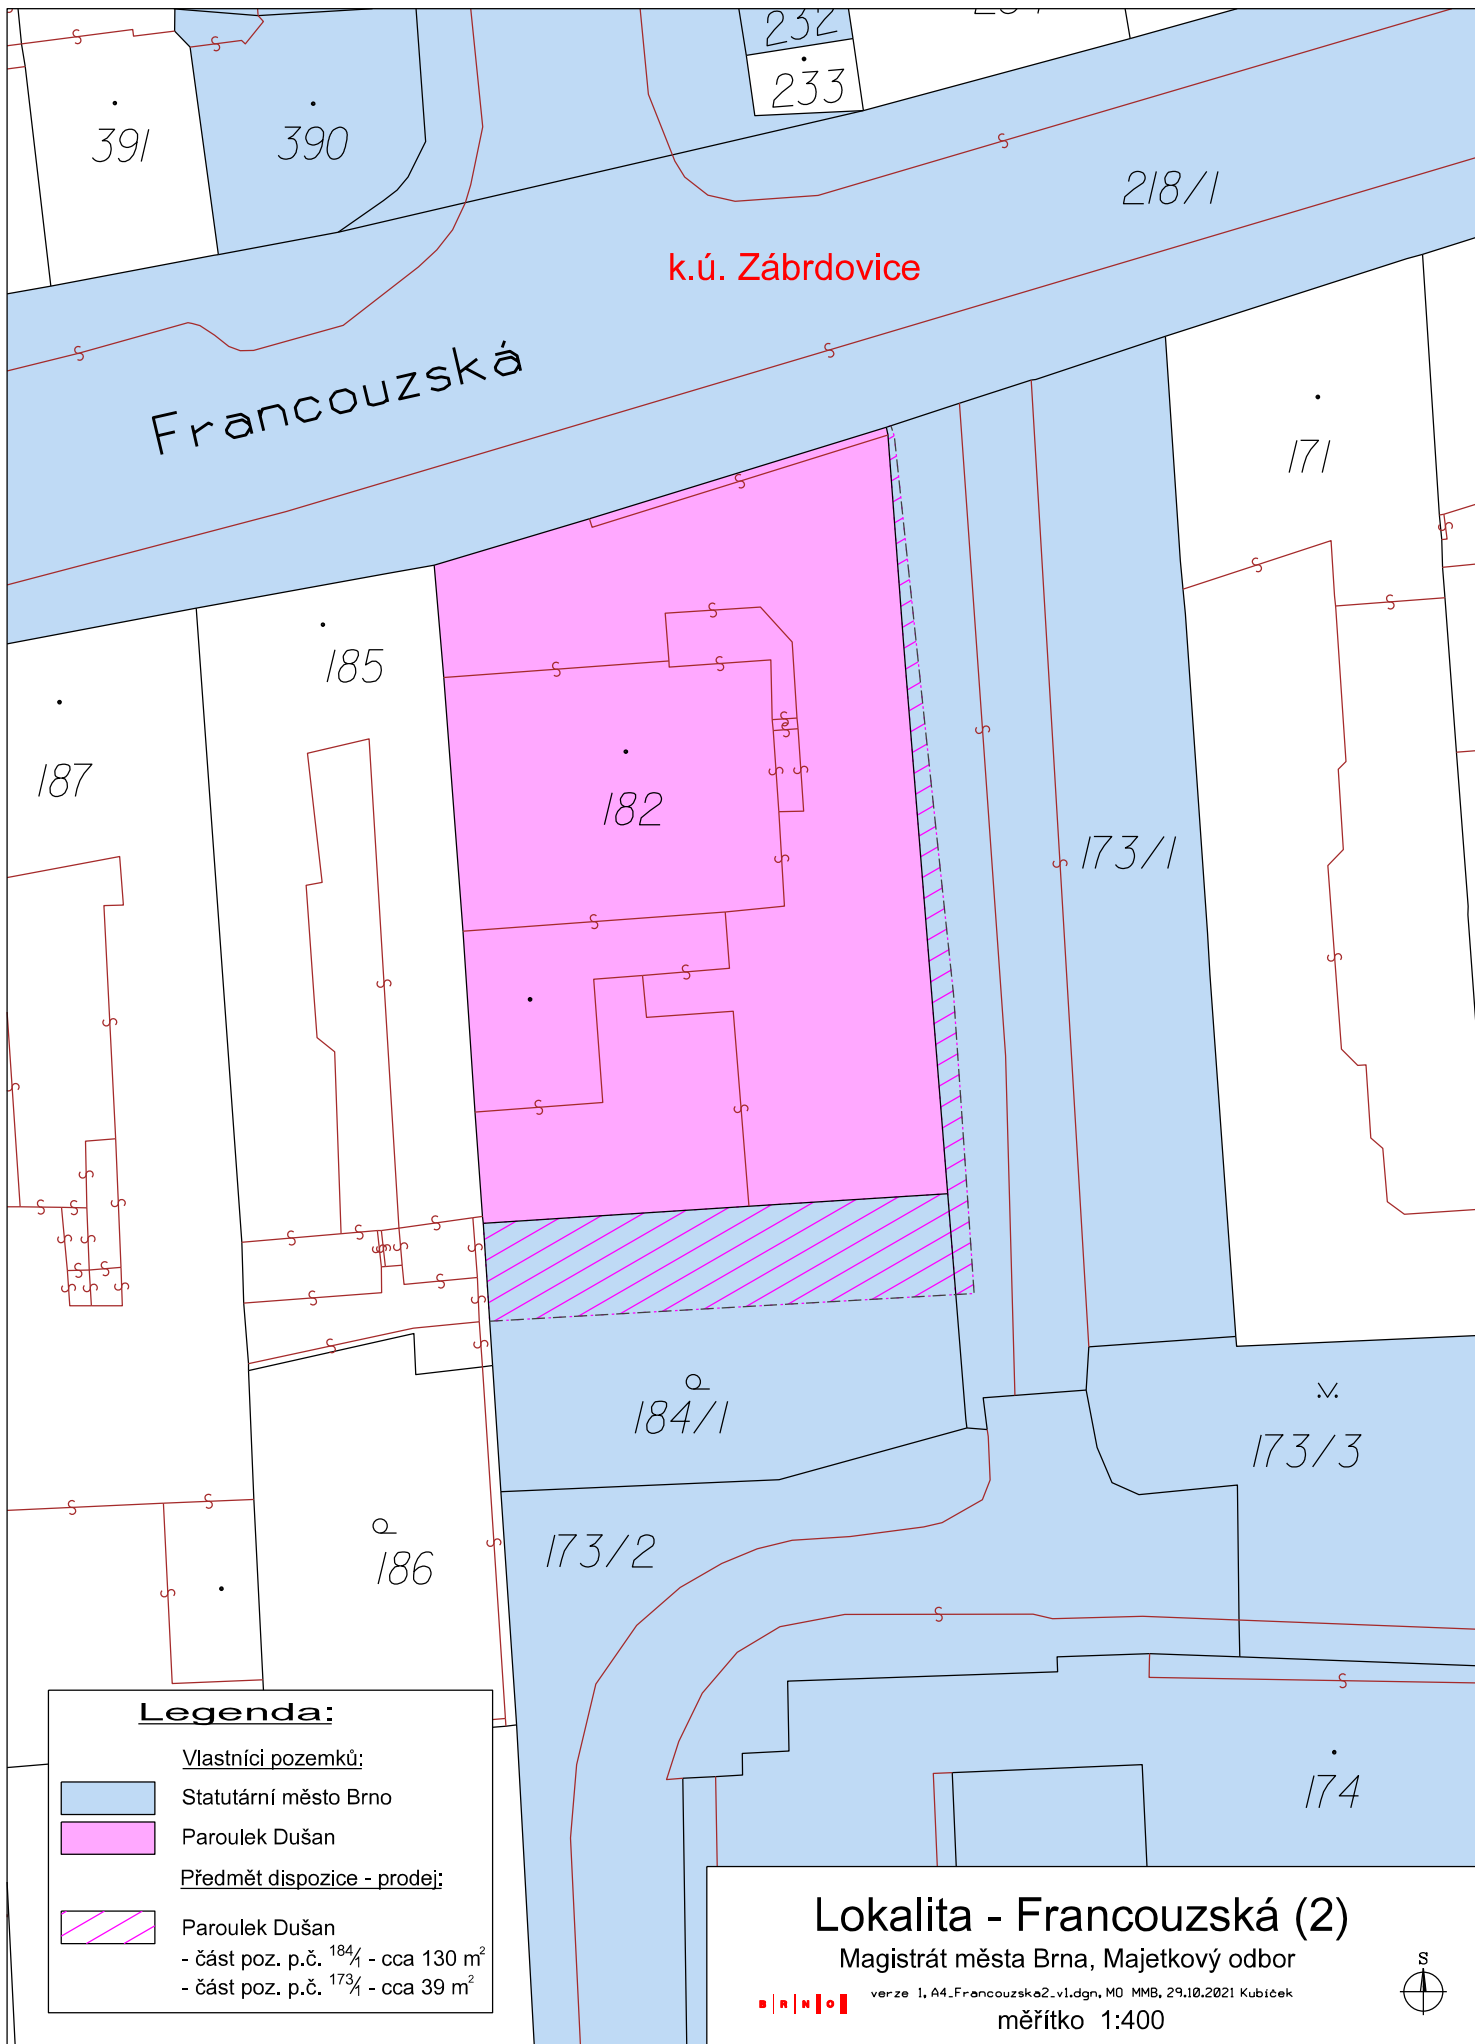 232
233
391
390
218/1
k.ú. Zábrdovice
Francouzská
171
185
187
182
173/1
184/1
173/3
173/2
186
174
Legenda:
Vlastníci pozemků:
Statutární město Brno
Paroulek Dušan
Předmět dispozice - prodej:
Paroulek Dušan
- část poz. p.č. 184/1 - cca 130 m²
- část poz. p.č. 173/1 - cca 39 m²
Lokalita - Francouzská (2)
Magistrát města Brna, Majetkový odbor
B R N O
verze 1, A4_Francouzska2_v1.dgn, MO MMB, 29.10.2021 Kubíček
měřítko 1:400
S